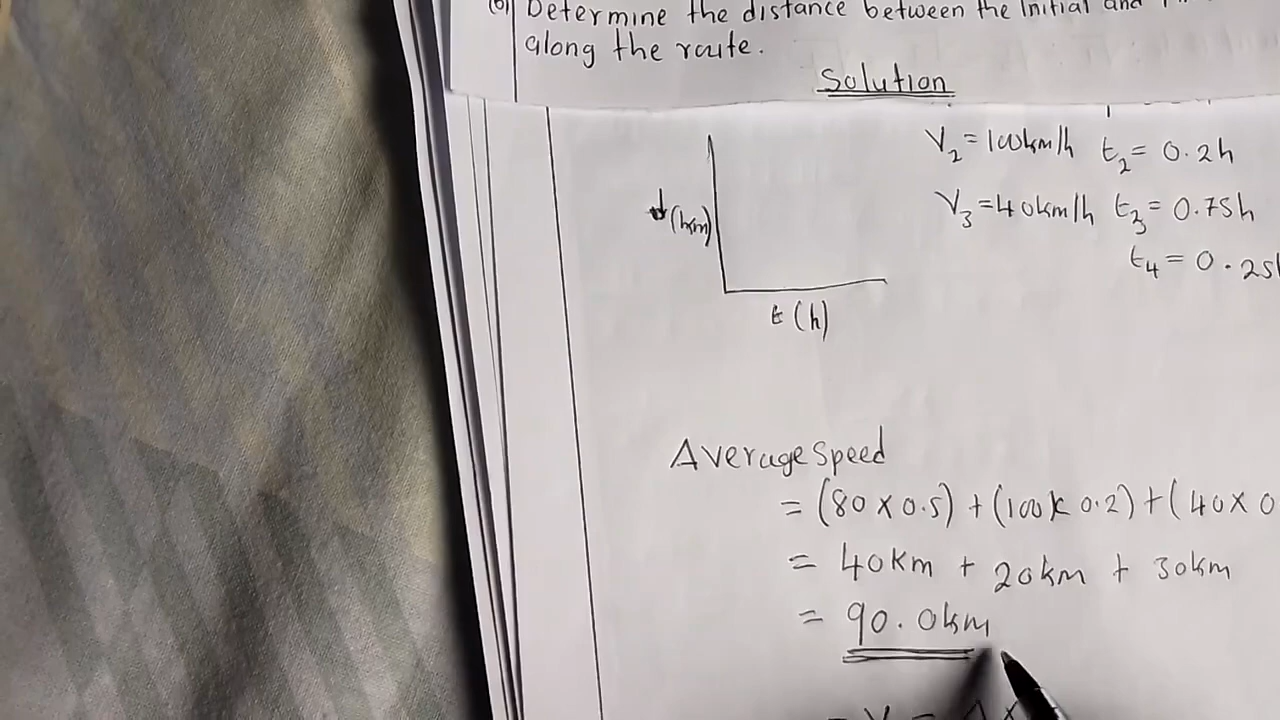 (b) Determine the distance between the Initial and
along the route.
Solution
V2 = 100km/h t2 = 0.2h
d(km) V3 = 40km/h t3 = 0.75h
t4 = 0.25h
t (h)
Average Speed
= (80 × 0.5) + (100 × 0.2) + (40 × 0
= 40km + 20km + 30km
= 90.0km